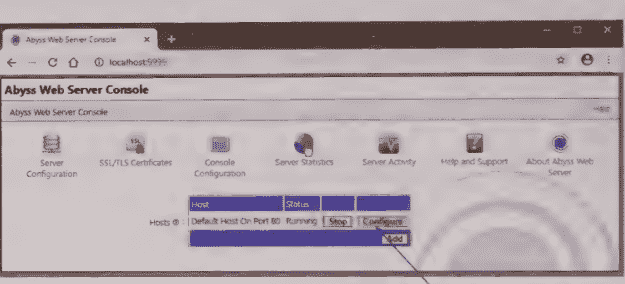 Abyss Web Server Console
localhost:9999
Abyss Web Server Console
Abyss Web Server Console
Help
Server Configuration
SSL/TLS Certificates
Console Configuration
Server Statistics
Server Activity
Help and Support
About Abyss Web Server
Host Status
Hosts Default Host On Port 80 Running Stop Configure
Add